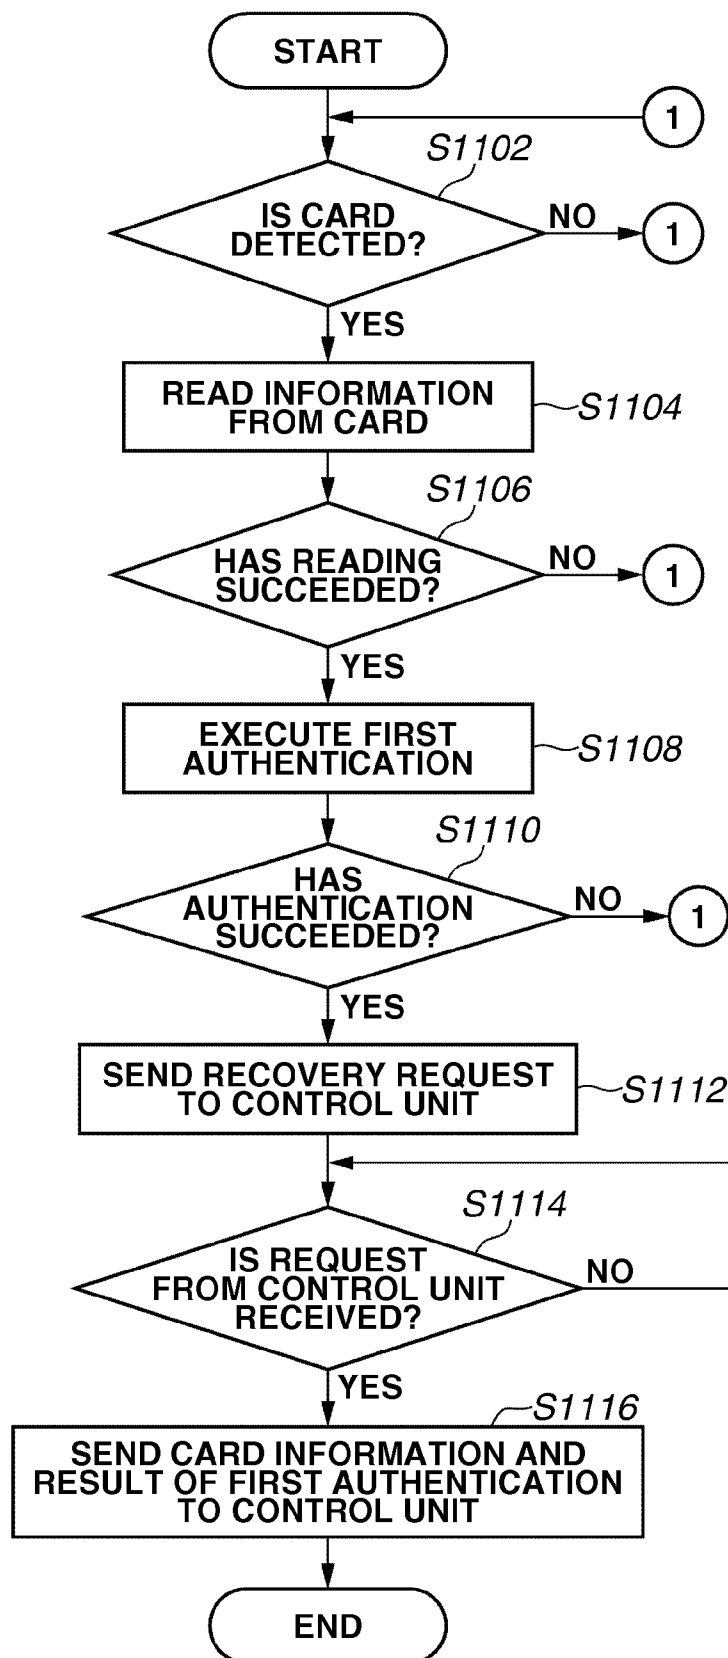 START
1
S1102
IS CARD
DETECTED?
NO
1
YES
READ INFORMATION
FROM CARD
S1104
S1106
HAS READING
SUCCEEDED?
NO
1
YES
EXECUTE FIRST
AUTHENTICATION
S1108
S1110
HAS
AUTHENTICATION
SUCCEEDED?
NO
1
YES
SEND RECOVERY REQUEST
TO CONTROL UNIT
S1112
S1114
IS REQUEST
FROM CONTROL UNIT
RECEIVED?
NO
YES
S1116
SEND CARD INFORMATION AND
RESULT OF FIRST AUTHENTICATION
TO CONTROL UNIT
END